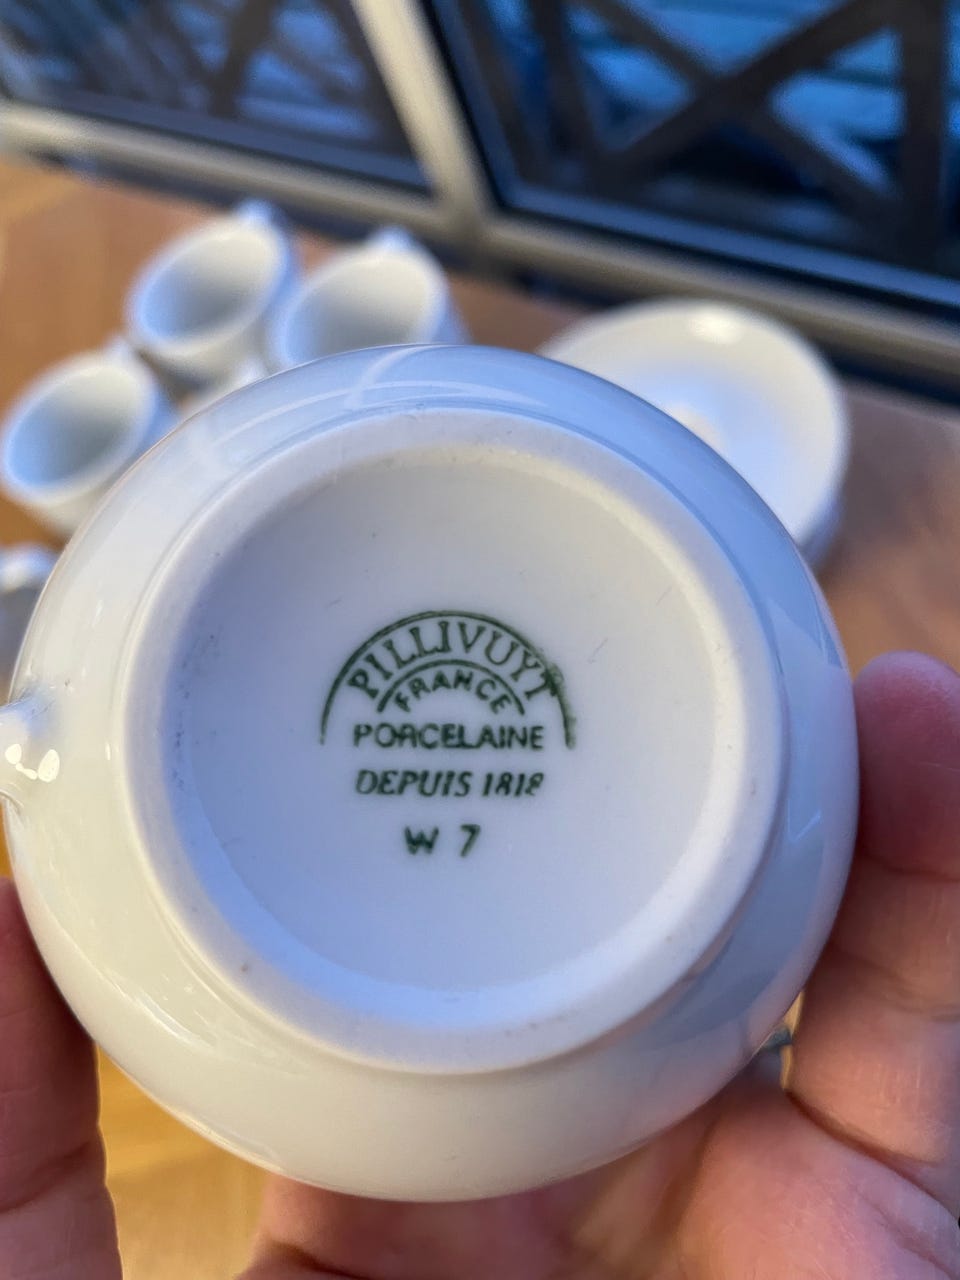 PILLIVUYT
FRANCE
PORCELAINE
DEPUIS 1818
W 7